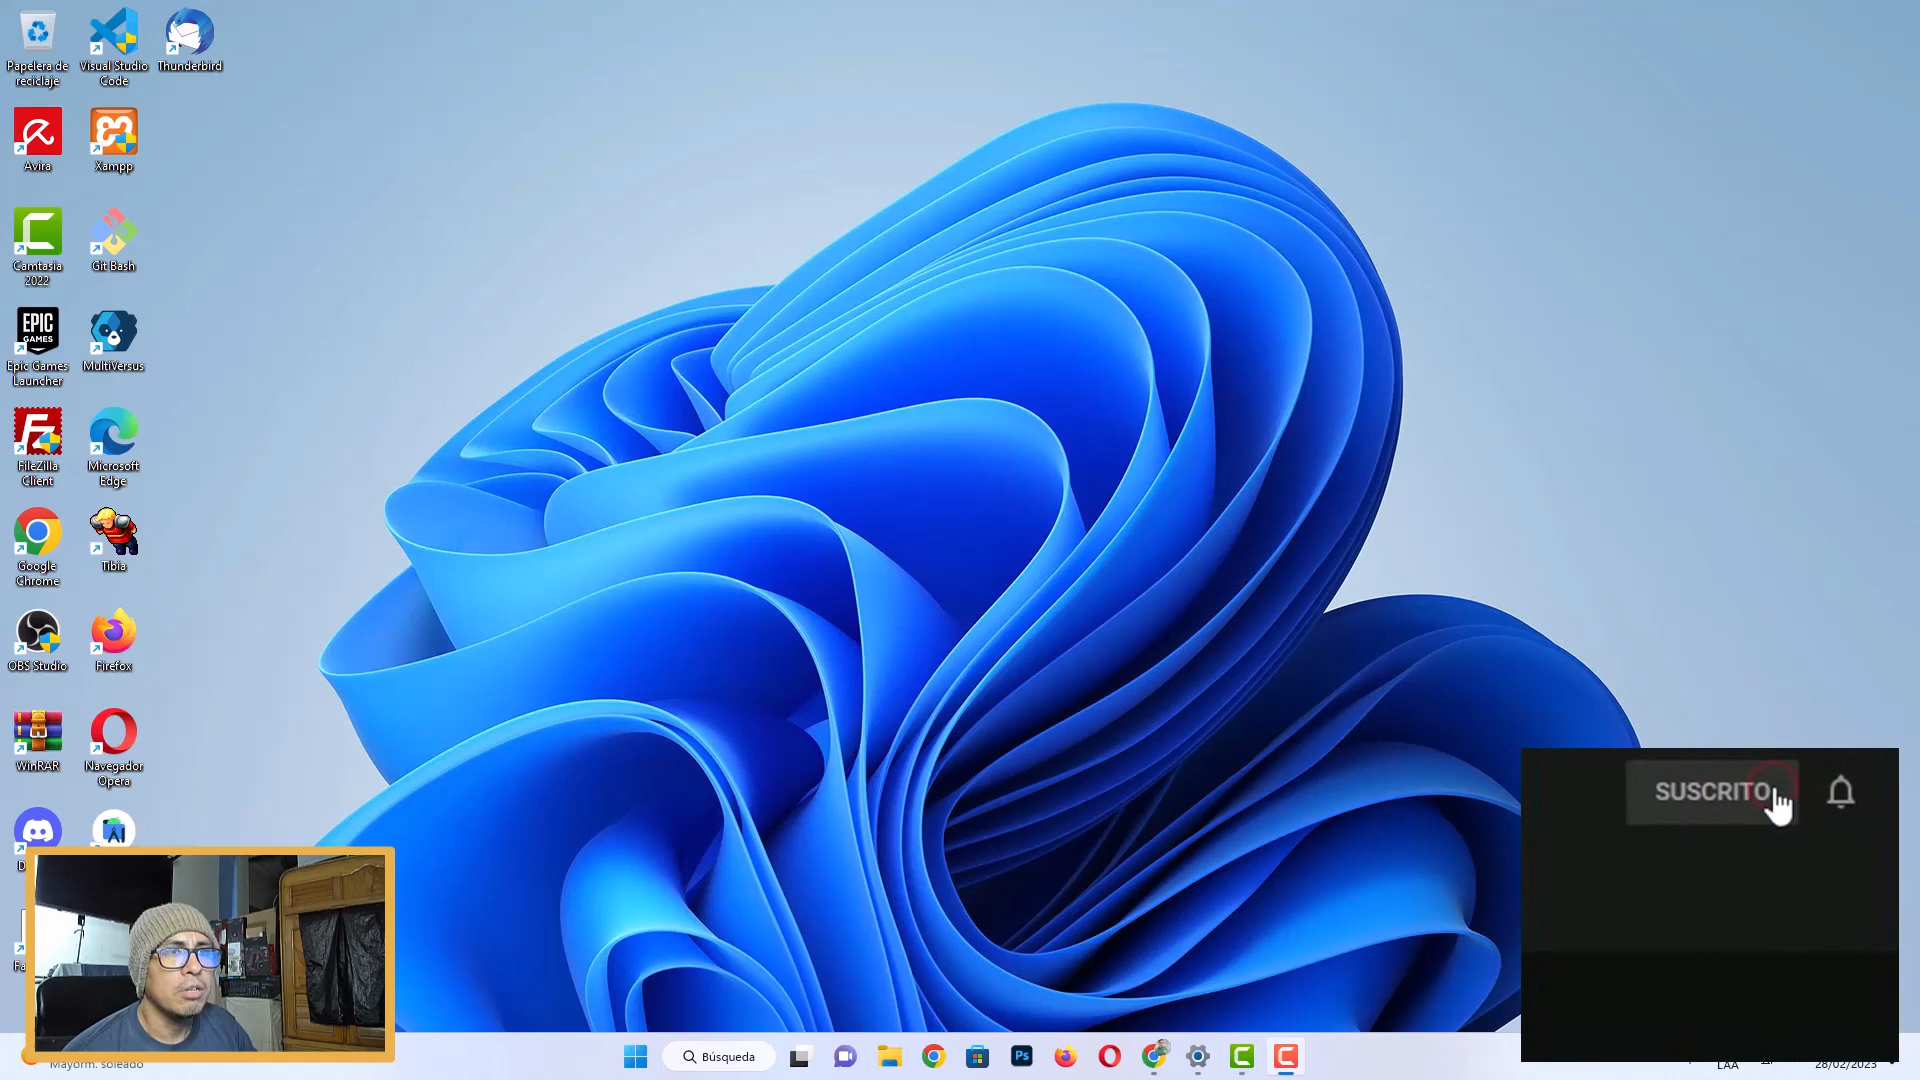 Papelera de
reciclaje
Visual Studio
Code
Thunderbird
Avira
Xampp
Camtasia
2022
Git Bash
EPIC
GAMES
Epic Games
Launcher
MultiVersus
FileZilla
Client
Microsoft
Edge
Google
Chrome
Tibia
OBS Studio
Firefox
WinRAR
Navegador
Opera
SUSCRITO
Mayorm. soleado
Búsqueda
Ps
LAA
28/02/2023